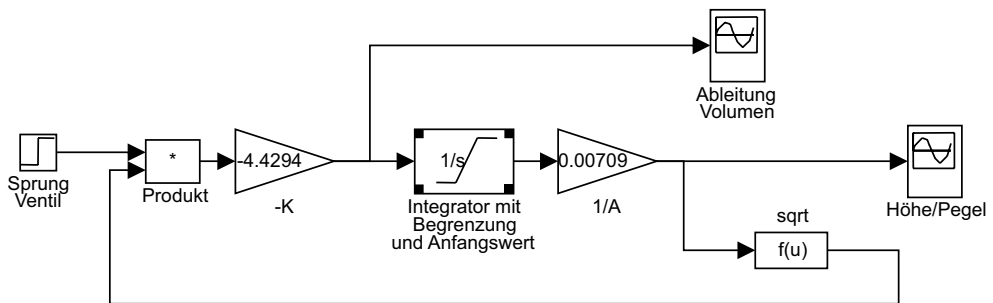 Ableitung
Volumen
Sprung
Ventil
*
Produkt
-4.4294
-K
1/s
Integrator mit
Begrenzung
und Anfangswert
0.00709
1/A
Höhe/Pegel
sqrt
f(u)